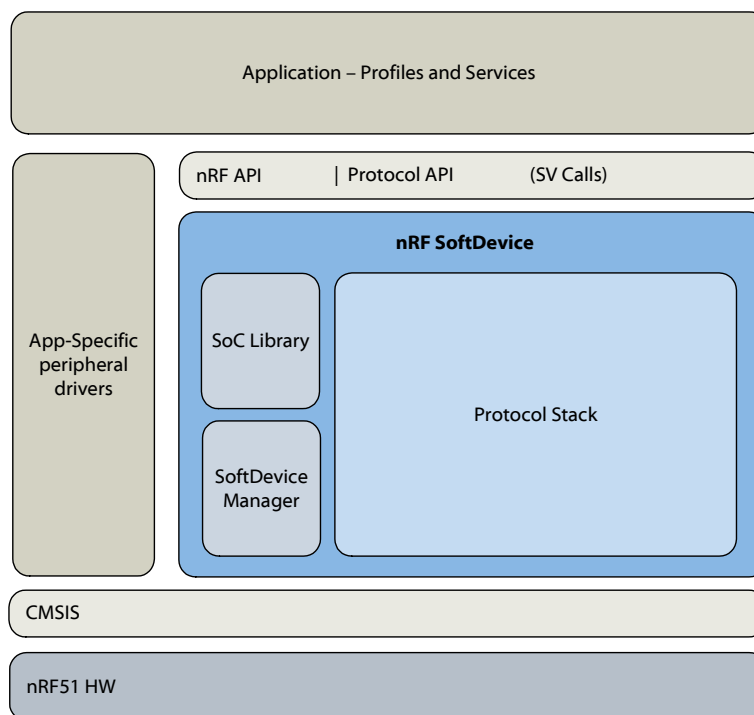 Application – Profiles and Services
nRF API | Protocol API (SV Calls)
nRF SoftDevice
App-Specific
peripheral
drivers
SoC Library
Protocol Stack
SoftDevice
Manager
CMSIS
nRF51 HW